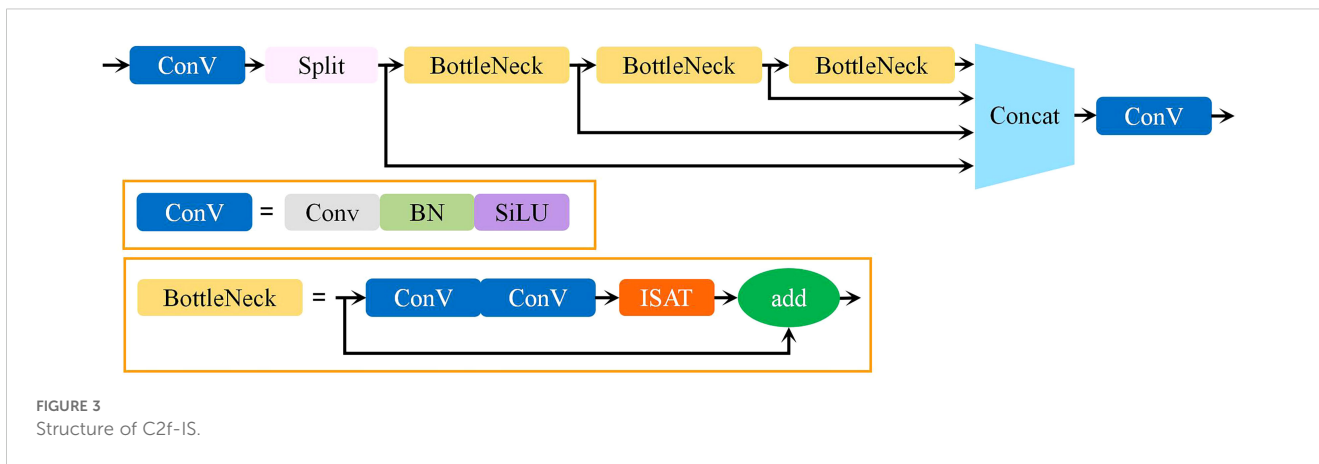 ConV Split BottleNeck BottleNeck BottleNeck
Concat ConV
ConV = Conv BN SiLU
BottleNeck = ConV ConV ISAT add
FIGURE 3
Structure of C2f-IS.